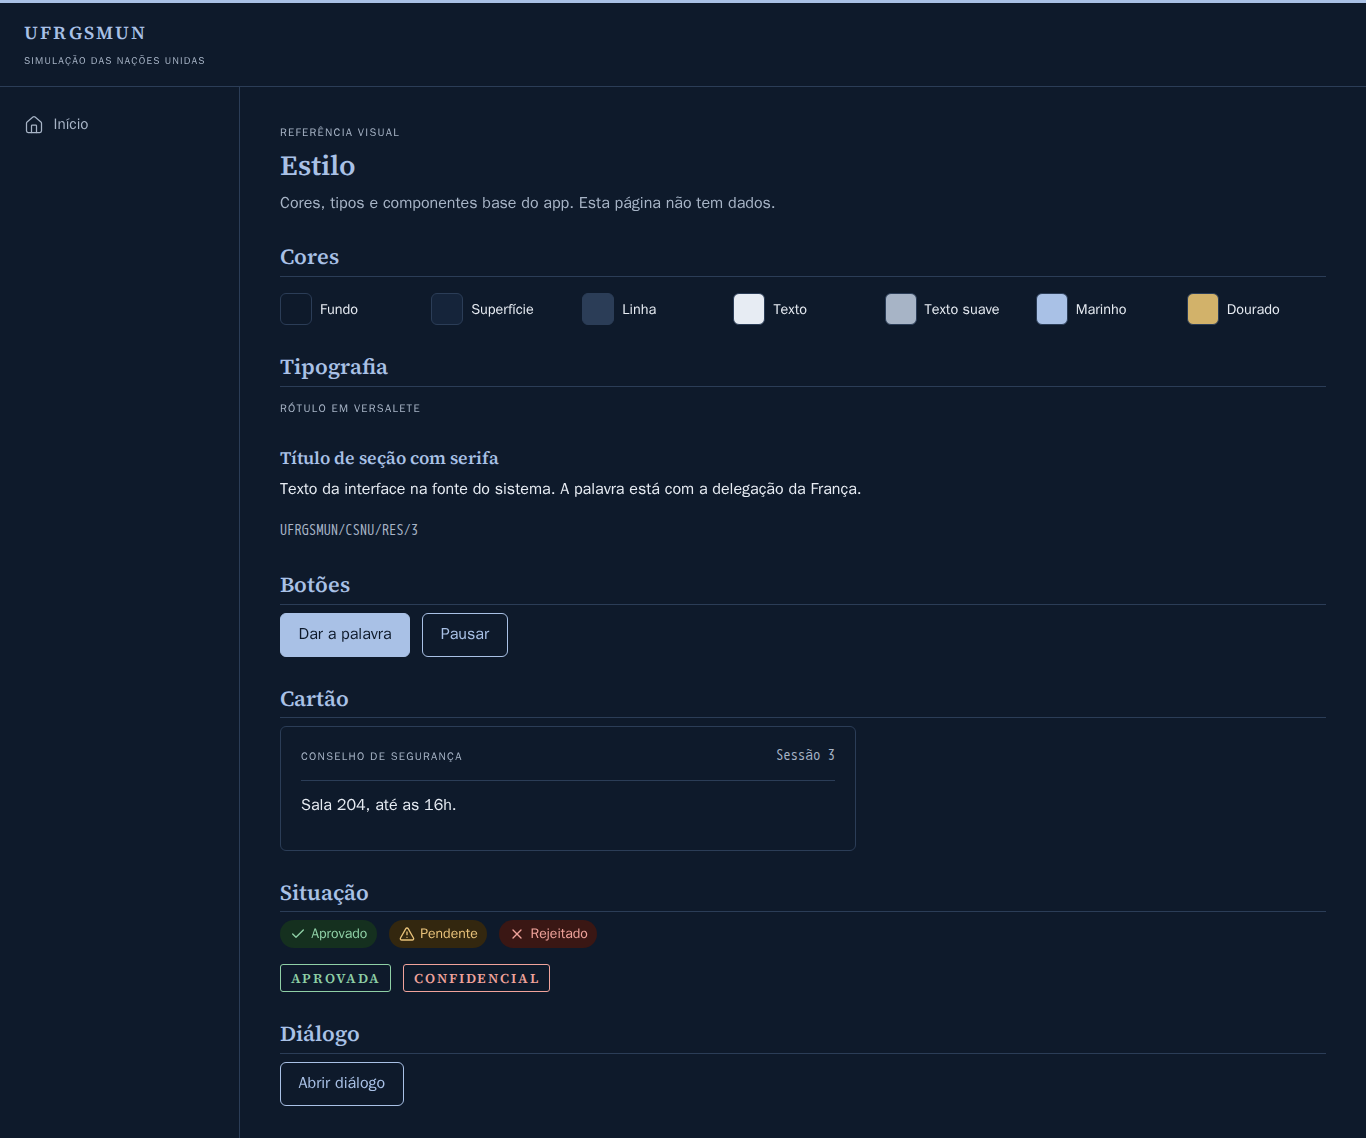 UFRGSMUN
SIMULAÇÃO DAS NAÇÕES UNIDAS
Início
REFERÊNCIA VISUAL
Estilo
Cores, tipos e componentes base do app. Esta página não tem dados.
Cores
Fundo
Superfície
Linha
Texto
Texto suave
Marinho
Dourado
Tipografia
RÓTULO EM VERSALETE
Título de seção com serifa
Texto da interface na fonte do sistema. A palavra está com a delegação da França.
UFRGSMUN/CSNU/RES/3
Botões
Dar a palavra
Pausar
Cartão
CONSELHO DE SEGURANÇA
Sessão 3
Sala 204, até as 16h.
Situação
Aprovado
Pendente
Rejeitado
APROVADA
CONFIDENCIAL
Diálogo
Abrir diálogo